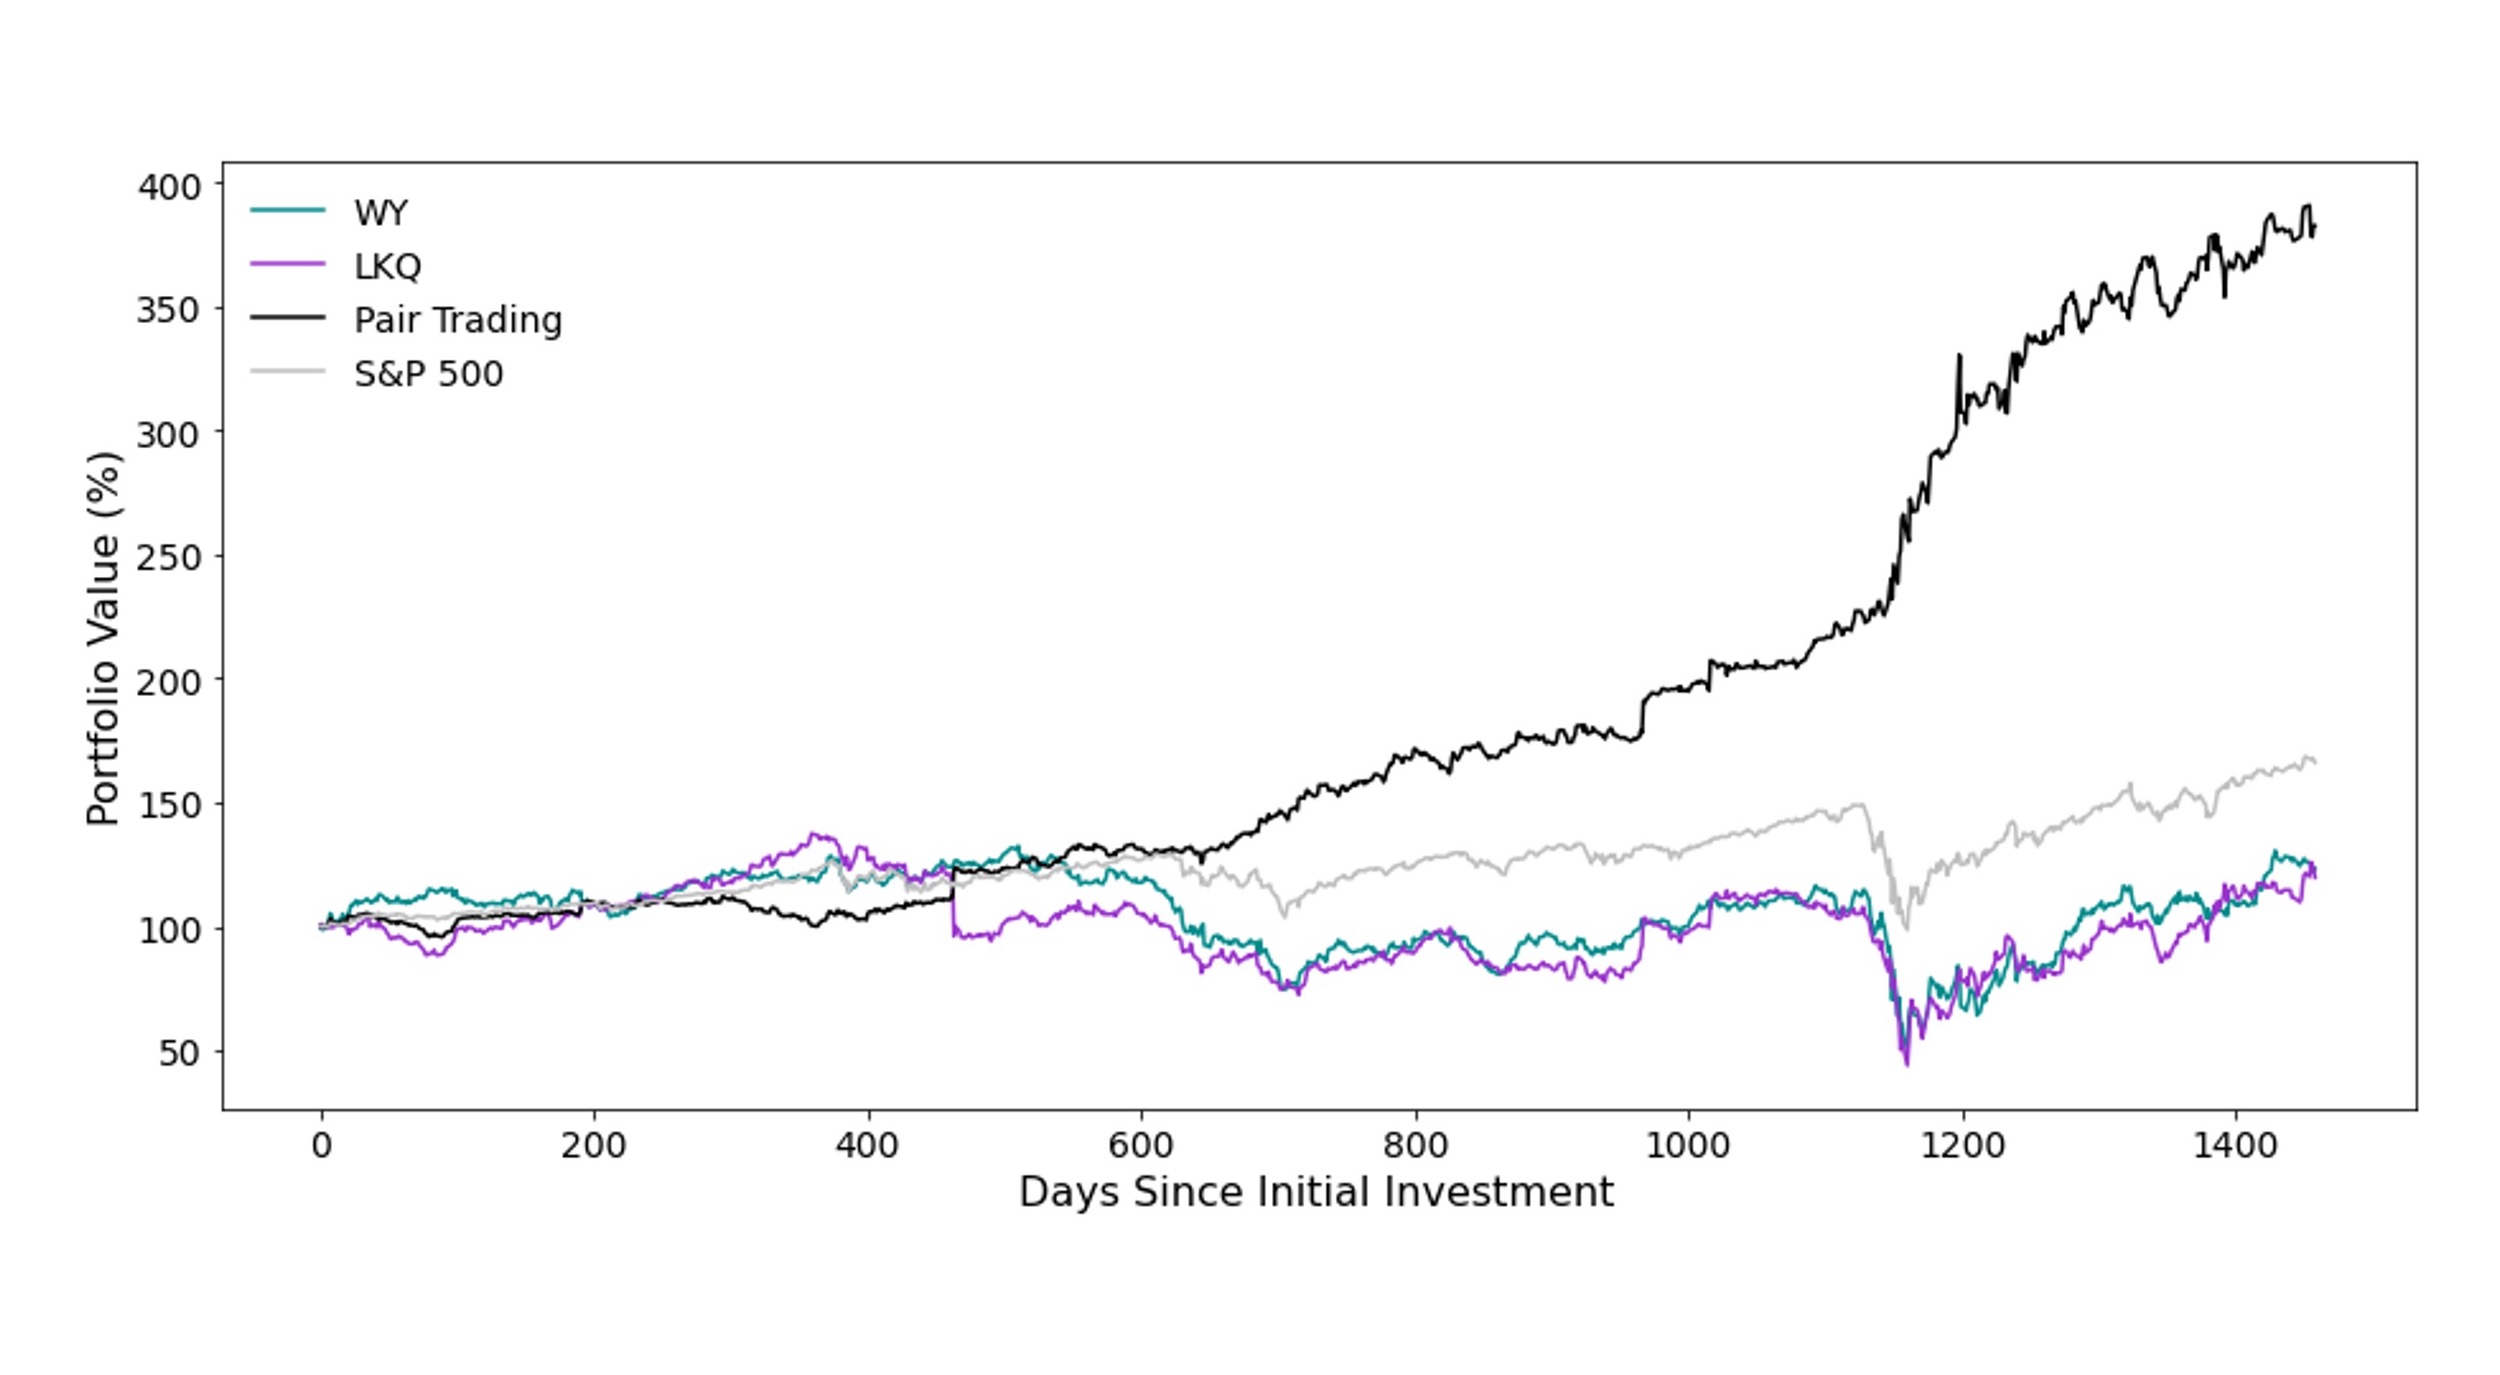 400
350
300
250
200
150
100
50
Portfolio Value (%)
WY
LKQ
Pair Trading
S&P 500
0 200 400 600 800 1000 1200 1400
Days Since Initial Investment